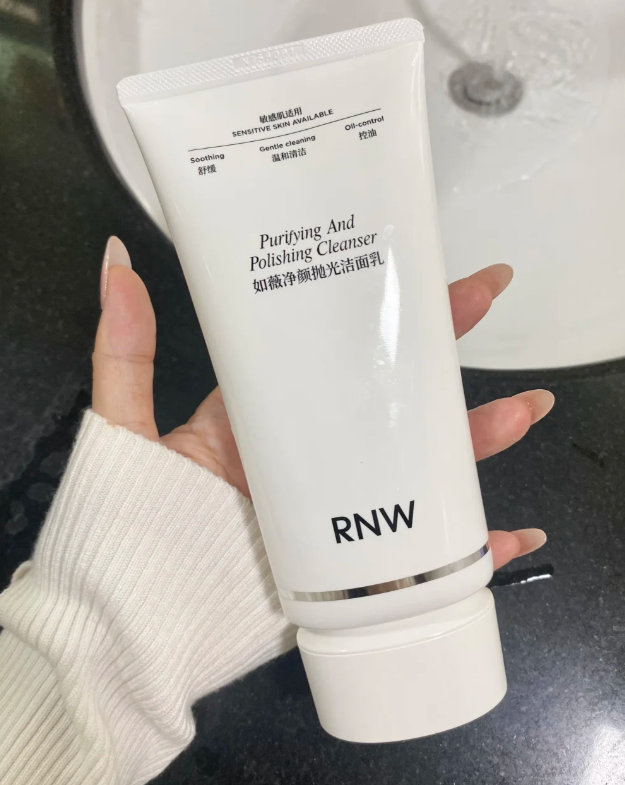 敏感肌适用
SENSITIVE SKIN AVAILABLE
Soothing
舒缓
Gentle cleaning
温和清洁
Oil-control
控油
Purifying And
Polishing Cleanser
如薇净颜抛光洁面乳
RNW